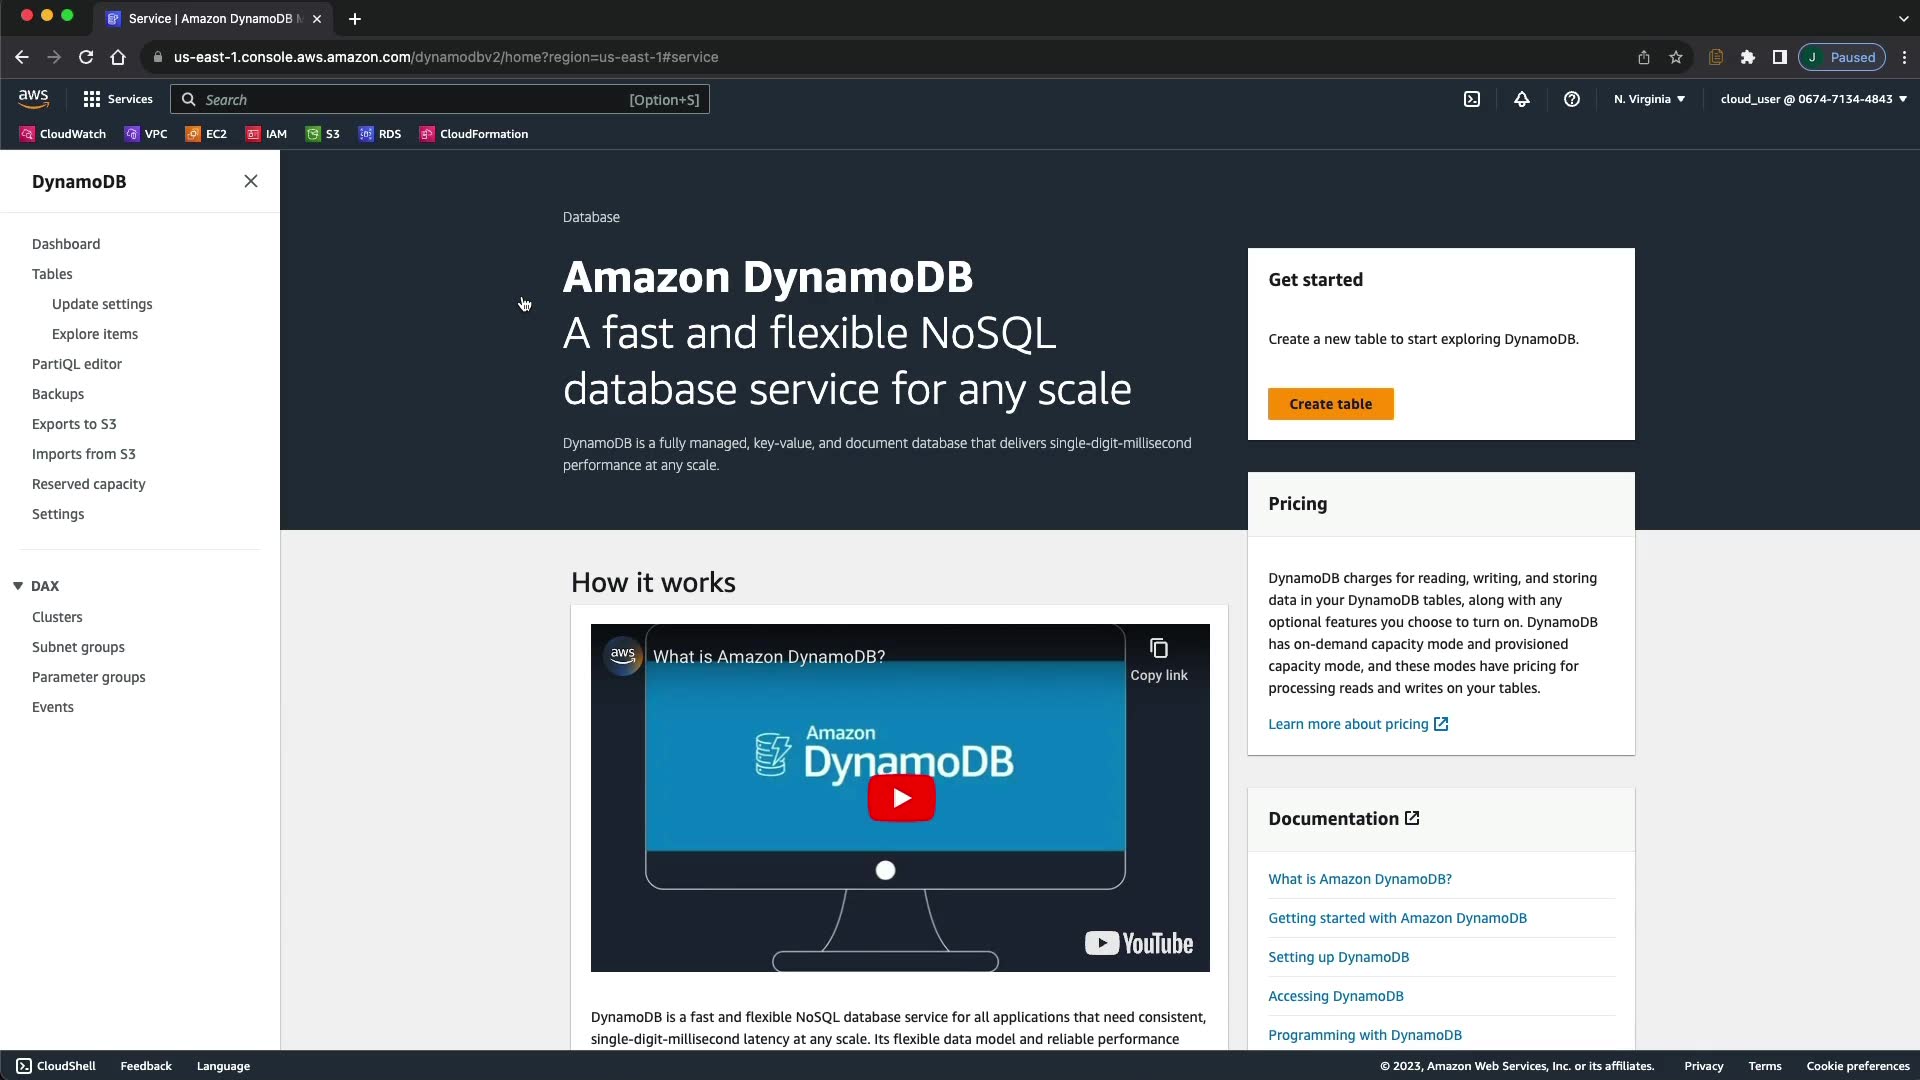 Service | Amazon DynamoDB M
us-east-1.console.aws.amazon.com/dynamodbv2/home?region=us-east-1#service
J Paused
aws
Services
Search
[Option+S]
N. Virginia
cloud_user @ 0674-7134-4843
CloudWatch
VPC
EC2
IAM
S3
RDS
CloudFormation
DynamoDB
Dashboard
Tables
Update settings
Explore items
PartiQL editor
Backups
Exports to S3
Imports from S3
Reserved capacity
Settings
DAX
Clusters
Subnet groups
Parameter groups
Events
Database
Amazon DynamoDB
A fast and flexible NoSQL
database service for any scale
DynamoDB is a fully managed, key-value, and document database that delivers single-digit-millisecond
performance at any scale.
Get started
Create a new table to start exploring DynamoDB.
Create table
Pricing
DynamoDB charges for reading, writing, and storing
data in your DynamoDB tables, along with any
optional features you choose to turn on. DynamoDB
has on-demand capacity mode and provisioned
capacity mode, and these modes have pricing for
processing reads and writes on your tables.
Learn more about pricing
How it works
aws
What is Amazon DynamoDB?
Copy link
Amazon
DynamoDB
YouTube
DynamoDB is a fast and flexible NoSQL database service for all applications that need consistent,
single-digit-millisecond latency at any scale. Its flexible data model and reliable performance
Documentation
What is Amazon DynamoDB?
Getting started with Amazon DynamoDB
Setting up DynamoDB
Accessing DynamoDB
Programming with DynamoDB
CloudShell
Feedback
Language
© 2023, Amazon Web Services, Inc. or its affiliates.
Privacy
Terms
Cookie preferences